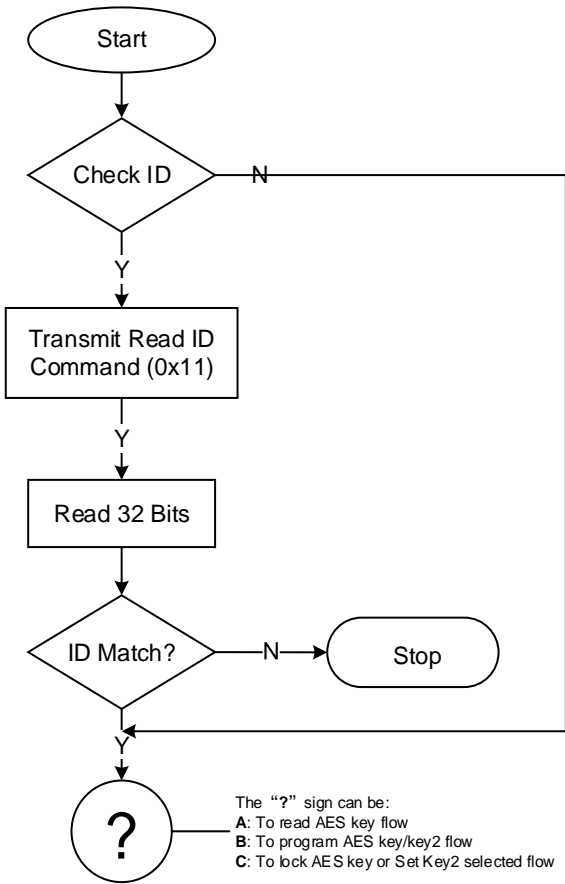 Start
Check ID
N
Y
Transmit Read ID
Command (0x11)
Y
Read 32 Bits
ID Match?
N
Stop
Y
?
The “?” sign can be:
A: To read AES key flow
B: To program AES key/key2 flow
C: To lock AES key or Set Key2 selected flow